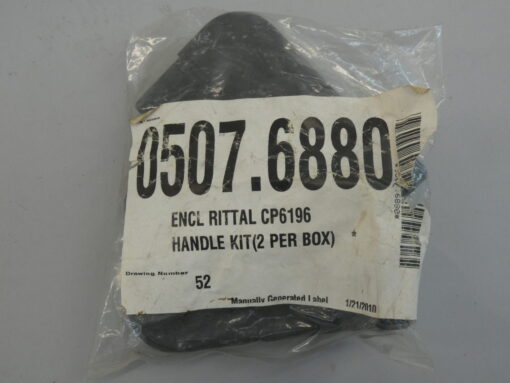 0507.6880
ENCL RITTAL CP6196
HANDLE KIT(2 PER BOX)
Drawing Number
52
Manually Generated Label 1/21/2010